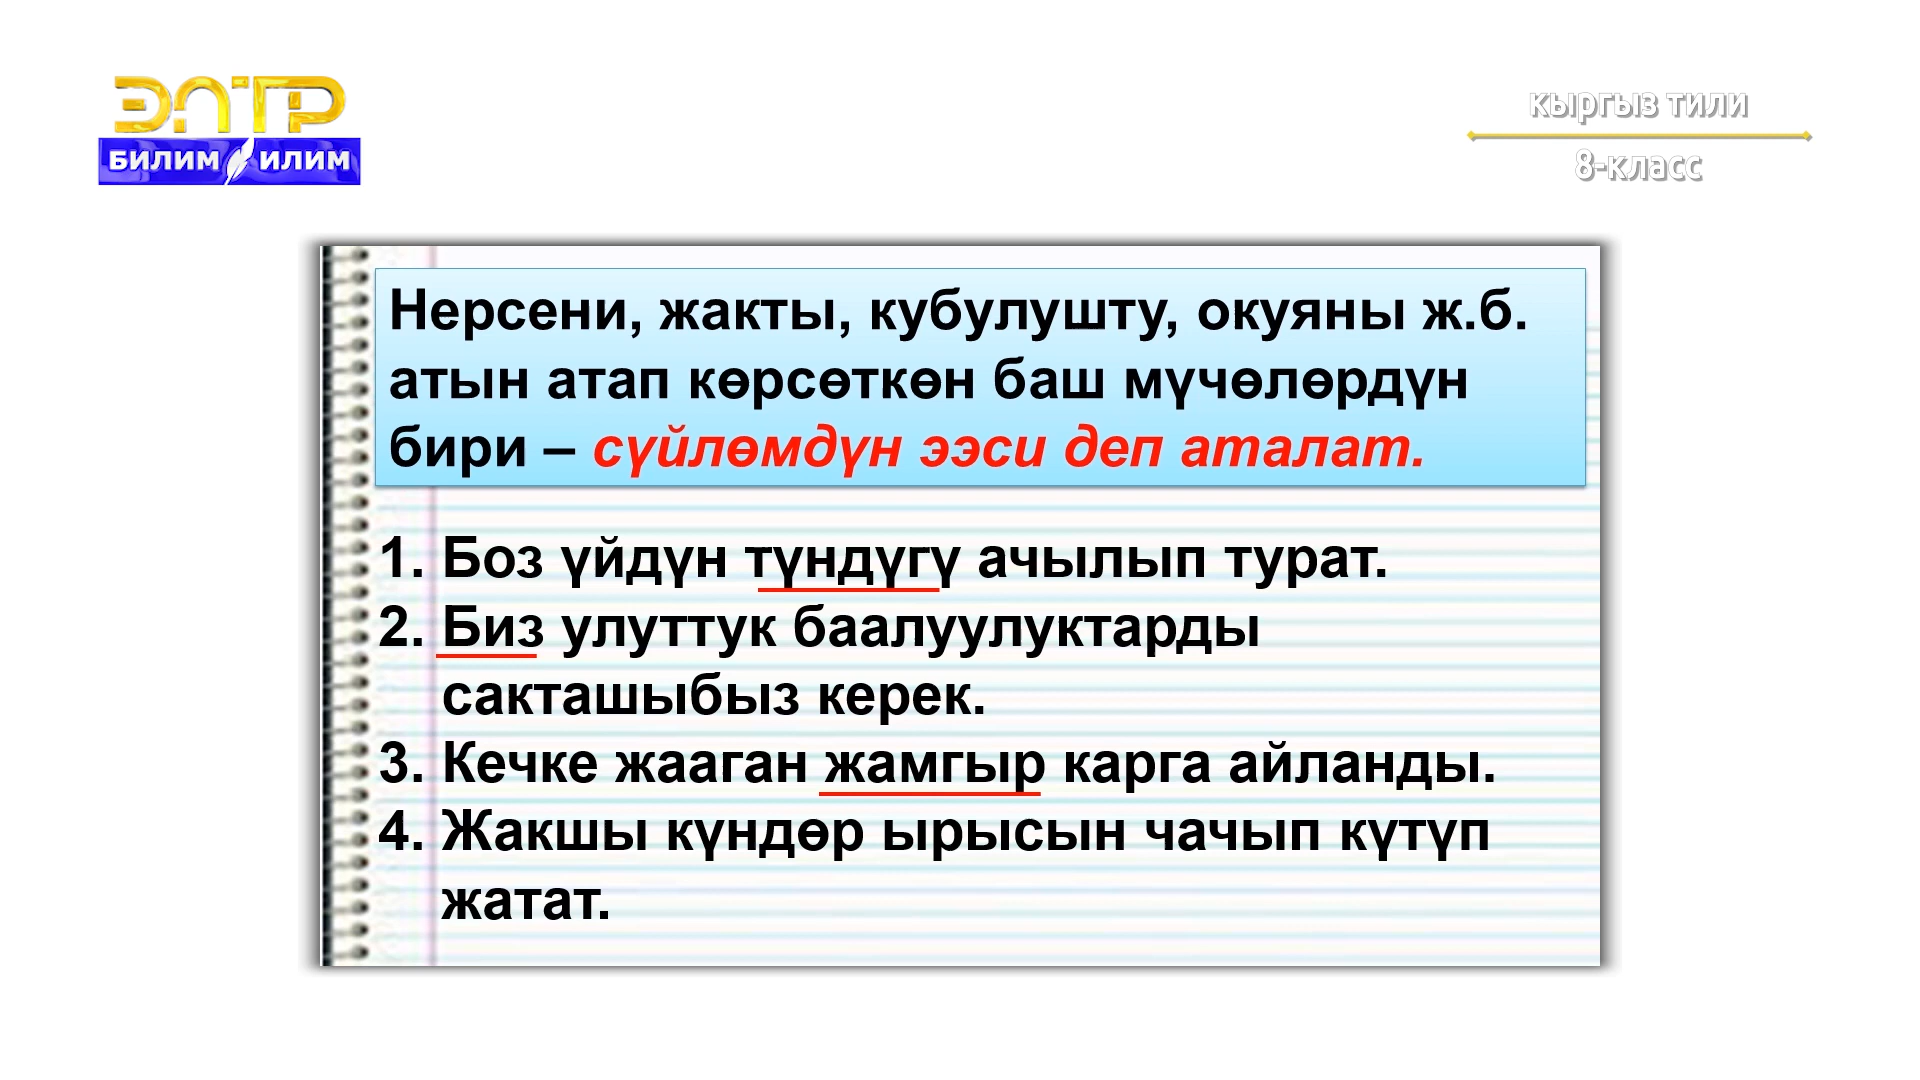 ЭЛТР
БИЛИМ ИЛИМ
кыргыз тили
8-класс
Нерсени, жакты, кубулушту, окуяны ж.б.
атын атап көрсөткөн баш мүчөлөрдүн
бири – сүйлөмдүн ээси деп аталат.
1. Боз үйдүн түндүгү ачылып турат.
2. Биз улуттук баалуулуктарды
сакташыбыз керек.
3. Кечке жааган жамгыр карга айланды.
4. Жакшы күндөр ырысын чачып күтүп
жатат.